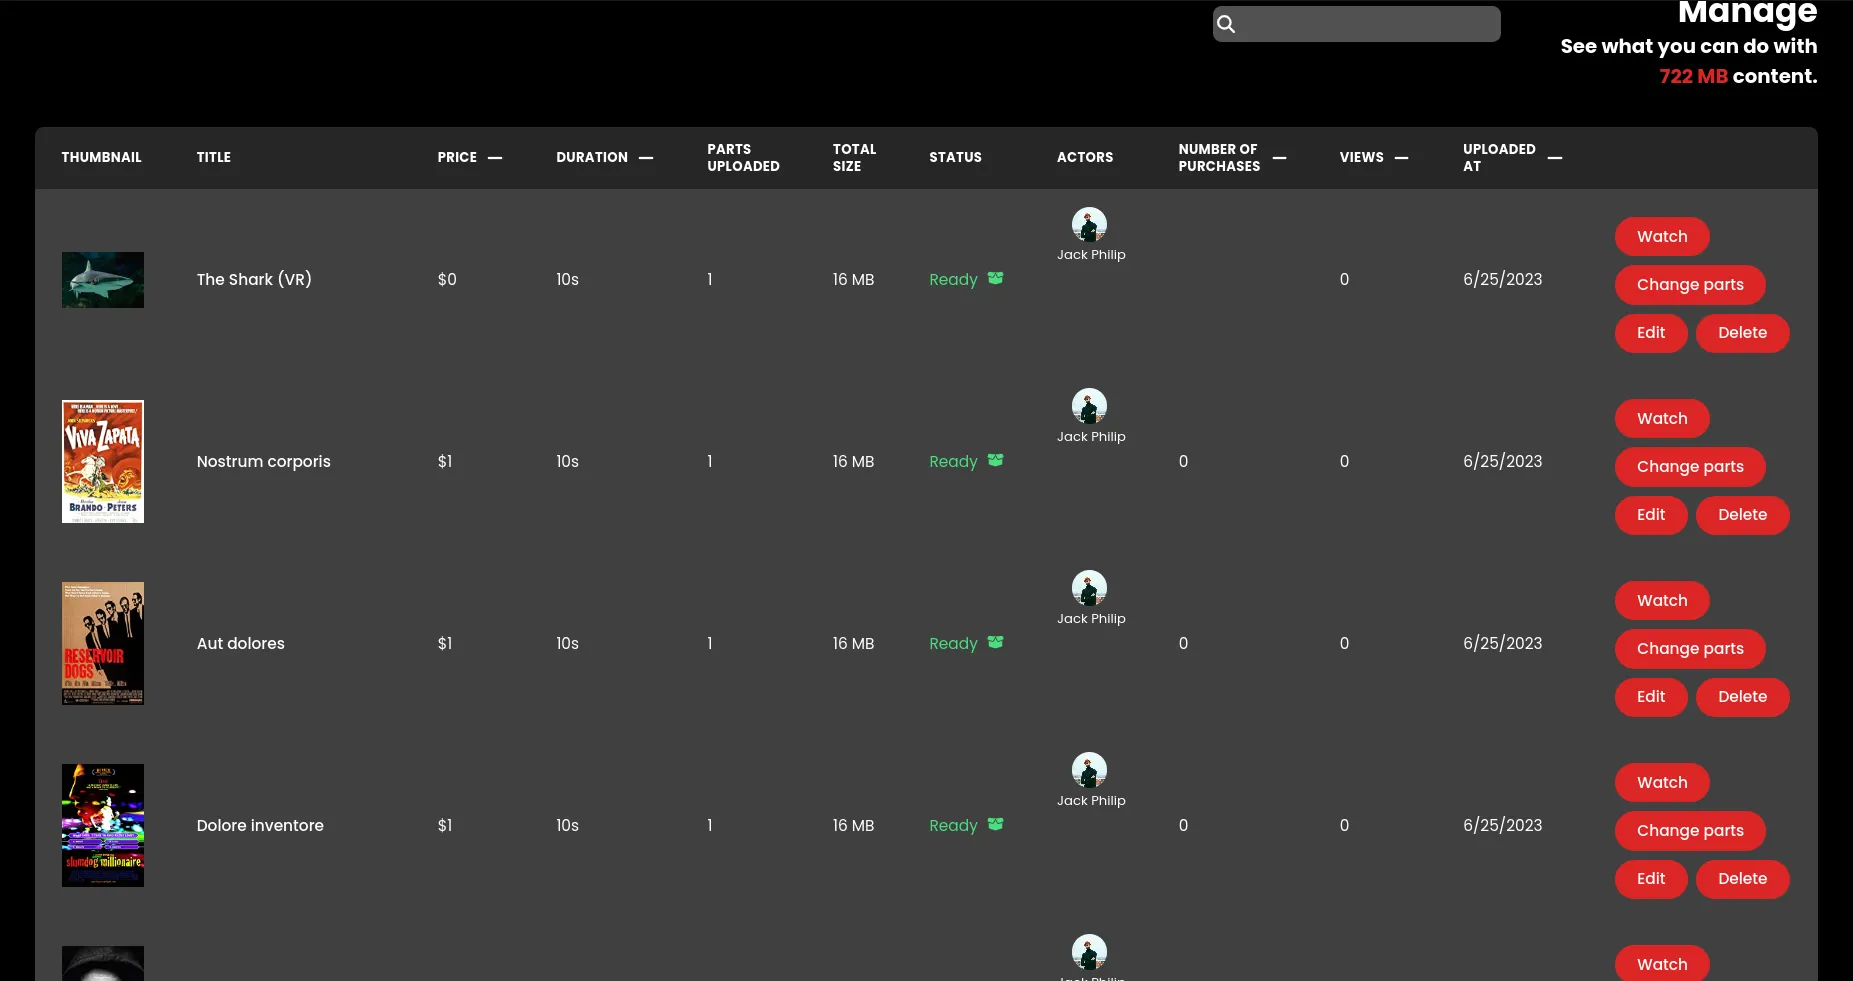 Manage
See what you can do with
722 MB content.
THUMBNAIL TITLE PRICE DURATION PARTS UPLOADED TOTAL SIZE STATUS ACTORS NUMBER OF PURCHASES VIEWS UPLOADED AT
The Shark (VR) $0 10s 1 16 MB Ready Jack Philip 0 6/25/2023
Watch
Change parts
Edit Delete
VIVA ZAPATA
BRANDO PETERS
Nostrum corporis $1 10s 1 16 MB Ready Jack Philip 0 0 6/25/2023
Watch
Change parts
Edit Delete
RESERVOIR
DOGS
Aut dolores $1 10s 1 16 MB Ready Jack Philip 0 0 6/25/2023
Watch
Change parts
Edit Delete
slumdog millionaire
Dolore inventore $1 10s 1 16 MB Ready Jack Philip 0 0 6/25/2023
Watch
Change parts
Edit Delete
Jack Philip
Watch